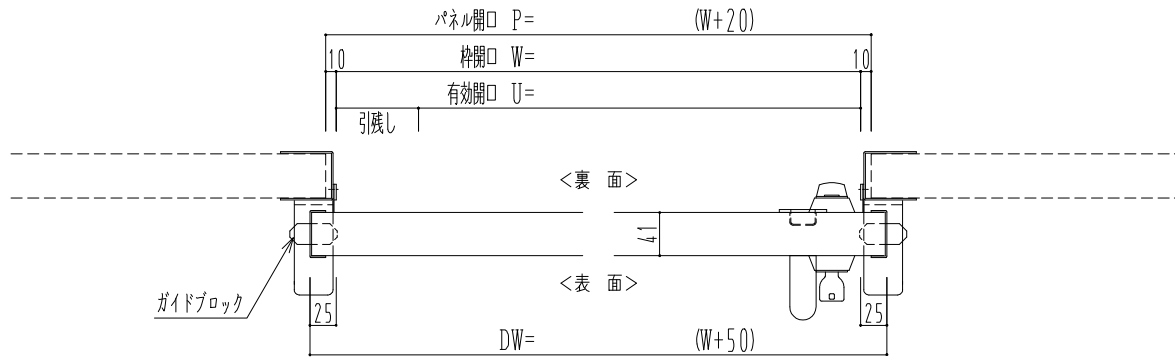 パネル開口 P= (W+20)
10 枠開口 W= 10
有効開口 U=
引残し
<裏 面>
41
<表 面>
ガイドブロック
25 25
DW= (W+50)